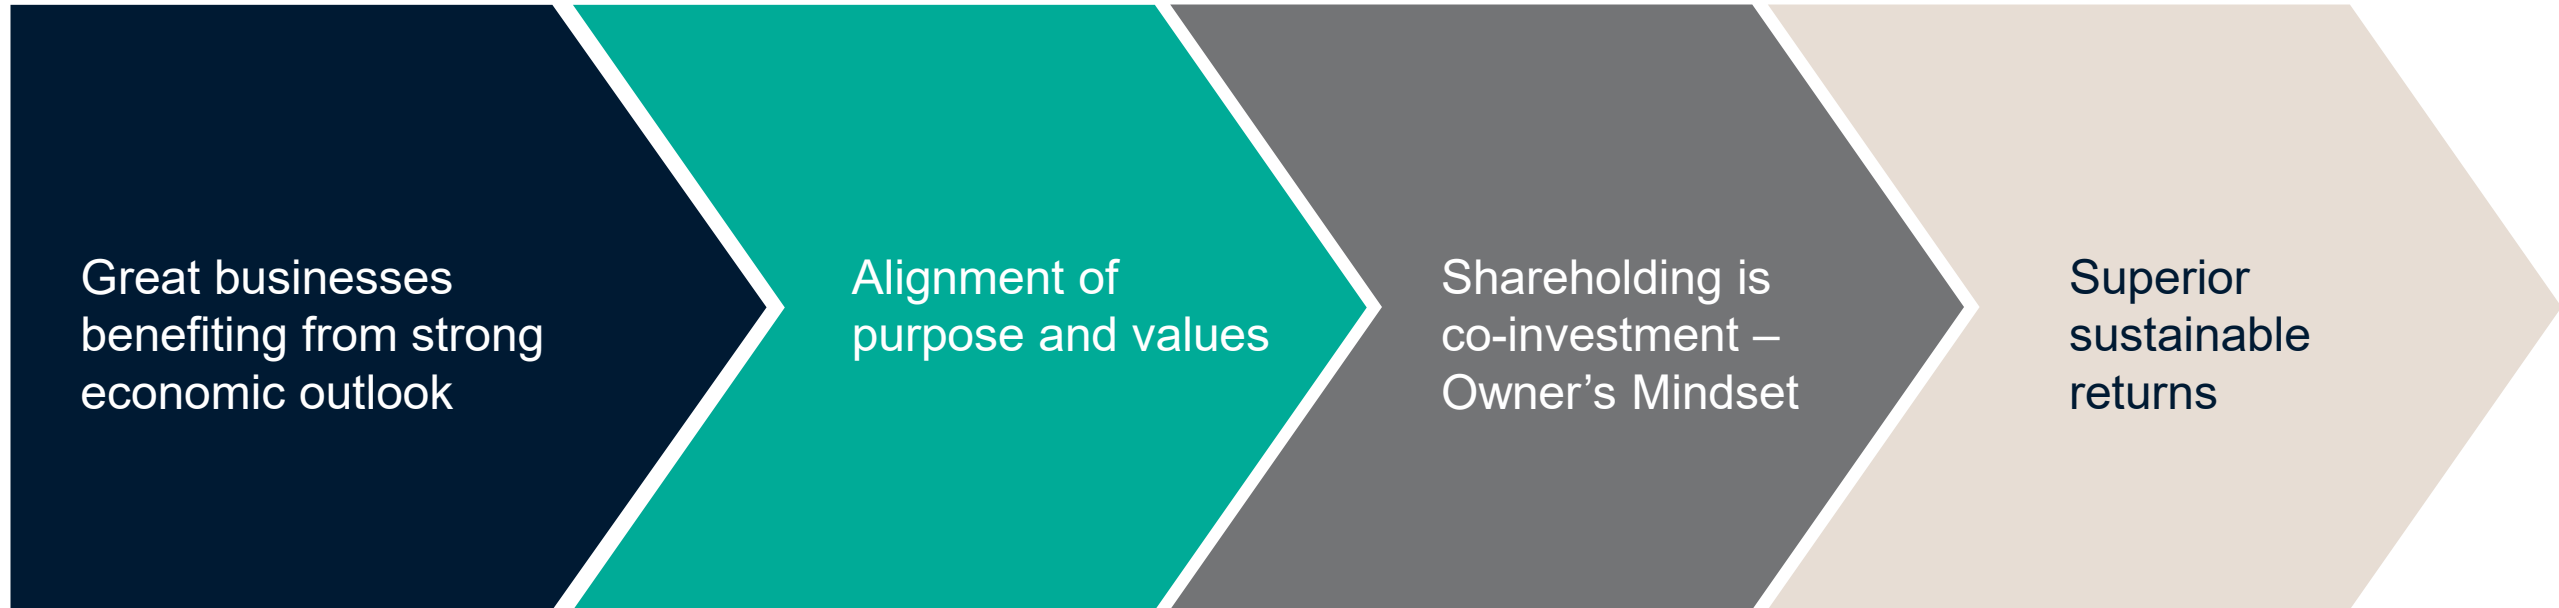 Great businesses
benefiting from strong
economic outlook
Alignment of
purpose and values
Shareholding is
co-investment –
Owner’s Mindset
Superior
sustainable
returns